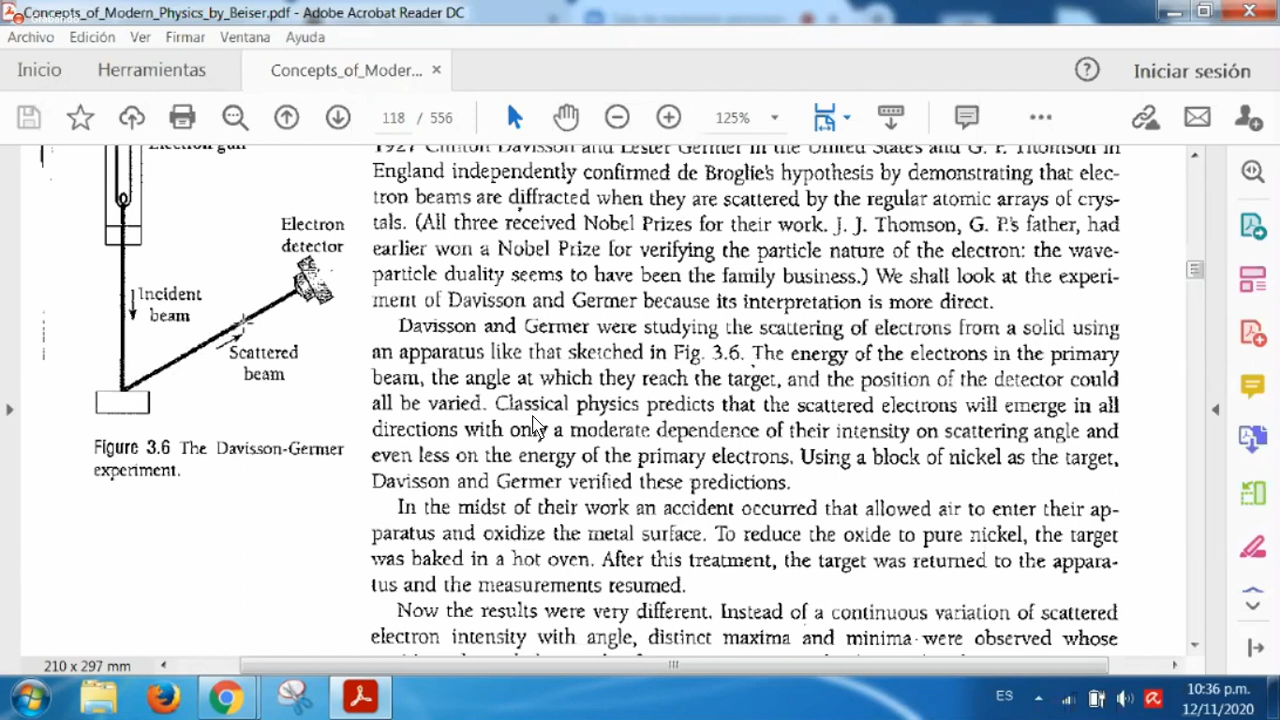 Concepts_of_Modern_Physics_by_Beiser.pdf - Adobe Acrobat Reader DC
Archivo Edición Ver Firmar Ventana Ayuda
Inicio Herramientas Concepts_of_Moder... × Iniciar sesión
118 / 556 125%
Electron gun
Electron
detector
Incident
beam
Scattered
beam
Figure 3.6 The Davisson-Germer
experiment.
1927 Clinton Davisson and Lester Germer in the United States and G. P. Thomson in
England independently confirmed de Broglie's hypothesis by demonstrating that elec-
tron beams are diffracted when they are scattered by the regular atomic arrays of crys-
tals. (All three received Nobel Prizes for their work. J. J. Thomson, G. P.'s father, had
earlier won a Nobel Prize for verifying the particle nature of the electron: the wave-
particle duality seems to have been the family business.) We shall look at the experi-
ment of Davisson and Germer because its interpretation is more direct.
Davisson and Germer were studying the scattering of electrons from a solid using
an apparatus like that sketched in Fig. 3.6. The energy of the electrons in the primary
beam, the angle at which they reach the target, and the position of the detector could
all be varied. Classical physics predicts that the scattered electrons will emerge in all
directions with only a moderate dependence of their intensity on scattering angle and
even less on the energy of the primary electrons. Using a block of nickel as the target,
Davisson and Germer verified these predictions.
In the midst of their work an accident occurred that allowed air to enter their ap-
paratus and oxidize the metal surface. To reduce the oxide to pure nickel, the target
was baked in a hot oven. After this treatment, the target was returned to the appara-
tus and the measurements resumed.
Now the results were very different. Instead of a continuous variation of scattered
electron intensity with angle, distinct maxima and minima were observed whose
210 x 297 mm
ES 10:36 p.m.
12/11/2020